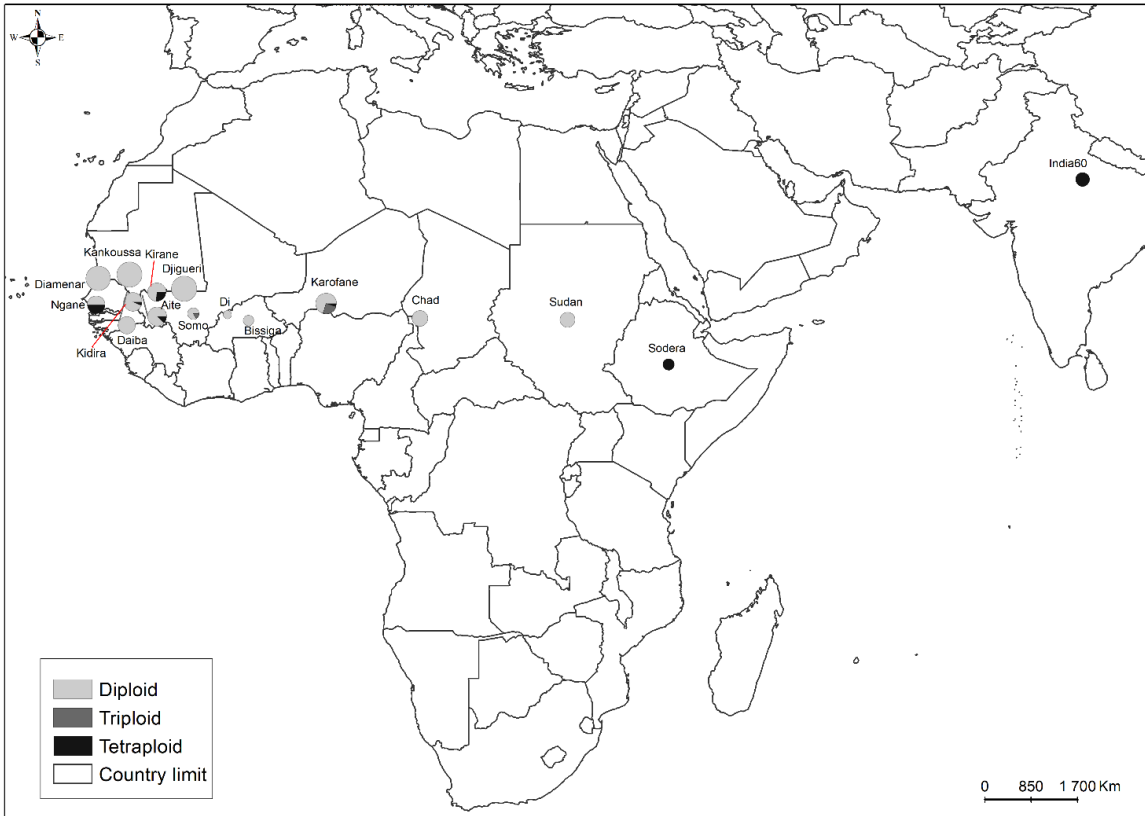 N
W E
S
India60
Kankoussa Kirane
Djigueri
Diamenar
Karofane
Ngane
Di
Chad
Sudan
Aite
Somo
Bissiga
Daiba
Kidira
Sodera
Diploid
Triploid
Tetraploid
Country limit
0 850 1 700 Km